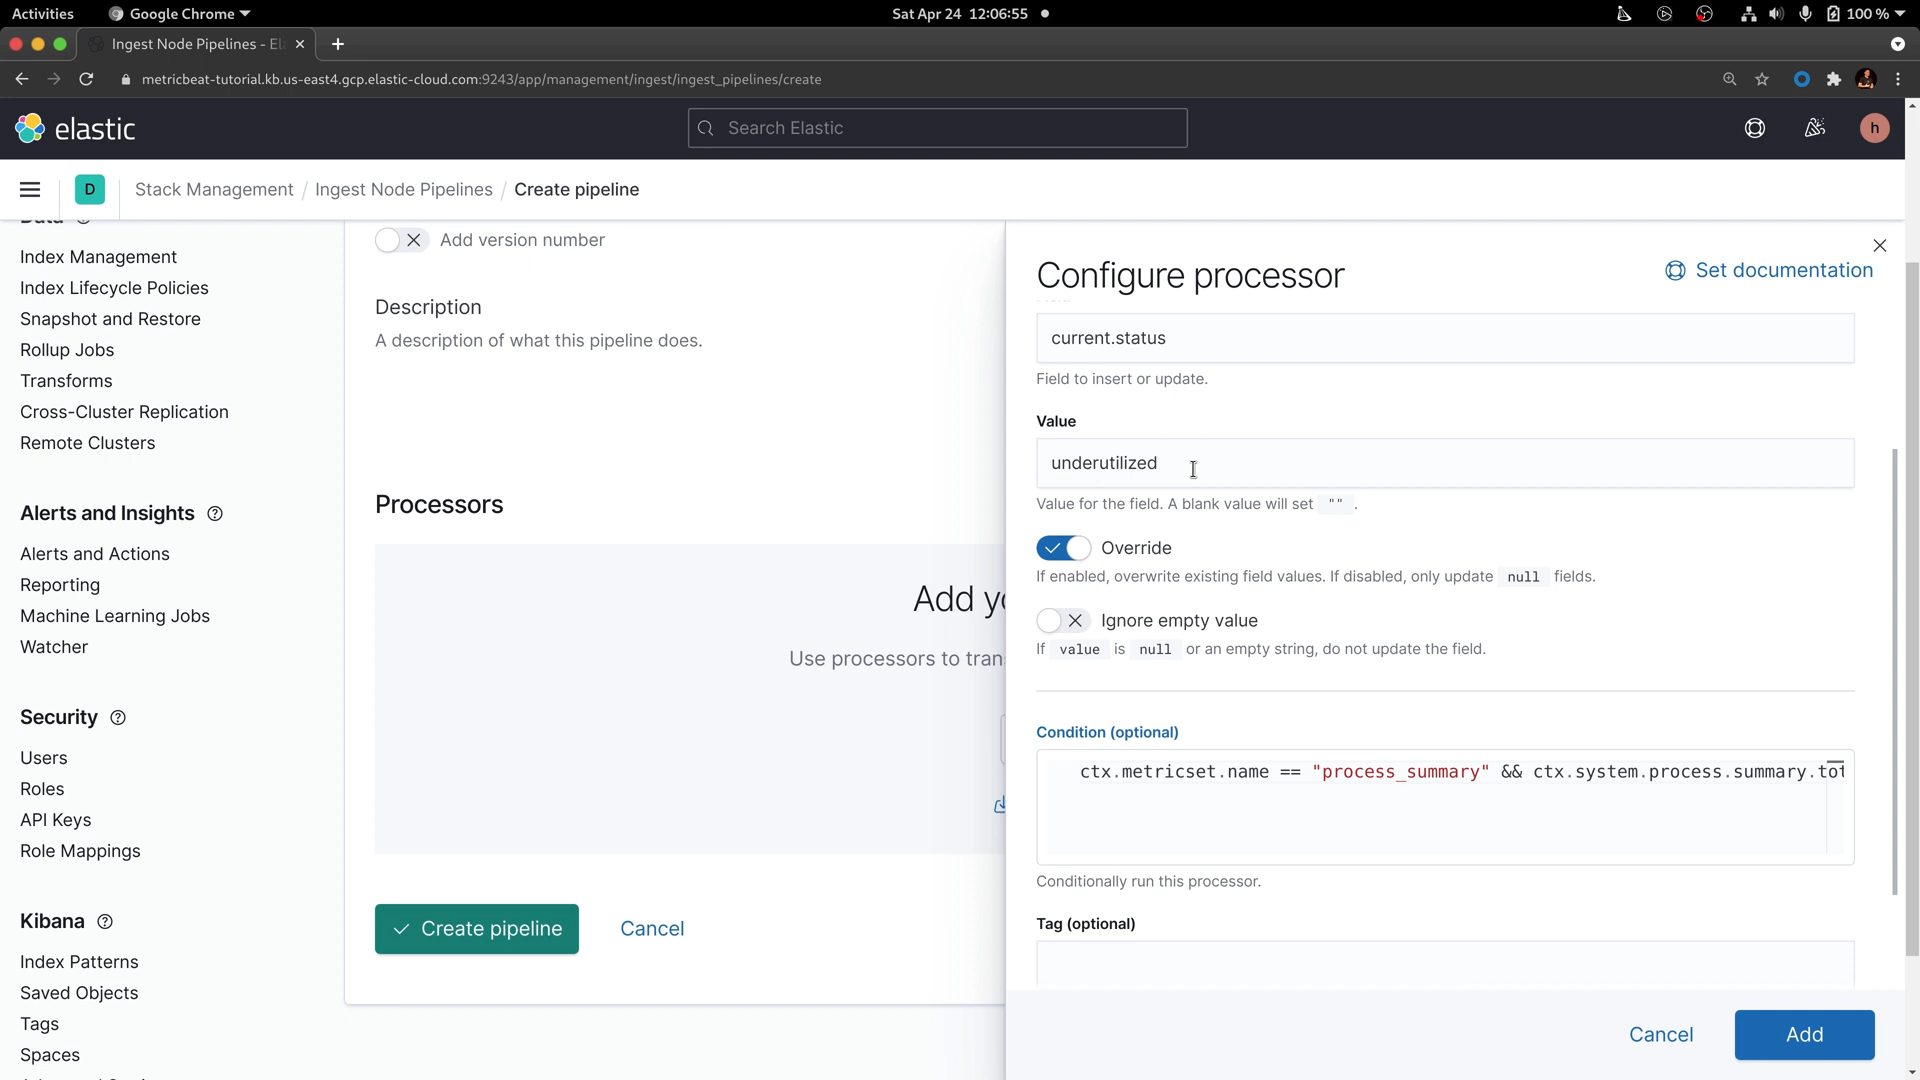 Activities
Google Chrome
Sat Apr 24 12:06:55
100 %
Ingest Node Pipelines - El
metricbeat-tutorial.kb.us-east4.gcp.elastic-cloud.com:9243/app/management/ingest/ingest_pipelines/create
elastic
Search Elastic
h
D
Stack Management / Ingest Node Pipelines / Create pipeline
Data
Index Management
Index Lifecycle Policies
Snapshot and Restore
Rollup Jobs
Transforms
Cross-Cluster Replication
Remote Clusters
Alerts and Insights
Alerts and Actions
Reporting
Machine Learning Jobs
Watcher
Security
Users
Roles
API Keys
Role Mappings
Kibana
Index Patterns
Saved Objects
Tags
Spaces
Add version number
Description
A description of what this pipeline does.
Processors
Add yo
Use processors to tran
Create pipeline
Cancel
Configure processor
Set documentation
current.status
Field to insert or update.
Value
underutilized
Value for the field. A blank value will set "" .
Override
If enabled, overwrite existing field values. If disabled, only update null fields.
Ignore empty value
If value is null or an empty string, do not update the field.
Condition (optional)
ctx.metricset.name == "process_summary" && ctx.system.process.summary.tot
Conditionally run this processor.
Tag (optional)
Cancel
Add